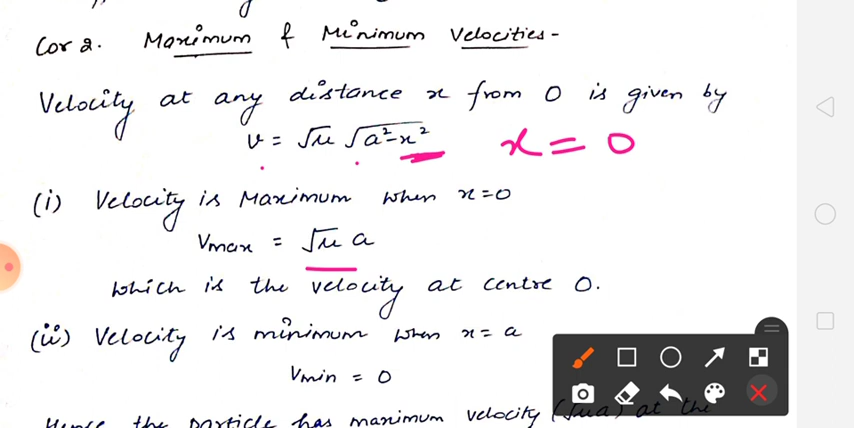 Cor 2. Maximum & Minimum Velocities -
Velocity at any distance x from O is given by
v = √μ √a²-x² x = 0
(i) Velocity is Maximum when x=0
Vmax = √μ a
which is the velocity at centre O.
(ii) Velocity is minimum when x = a
Vmin = 0
Hence the particle has maximum velocity (√μa) at the